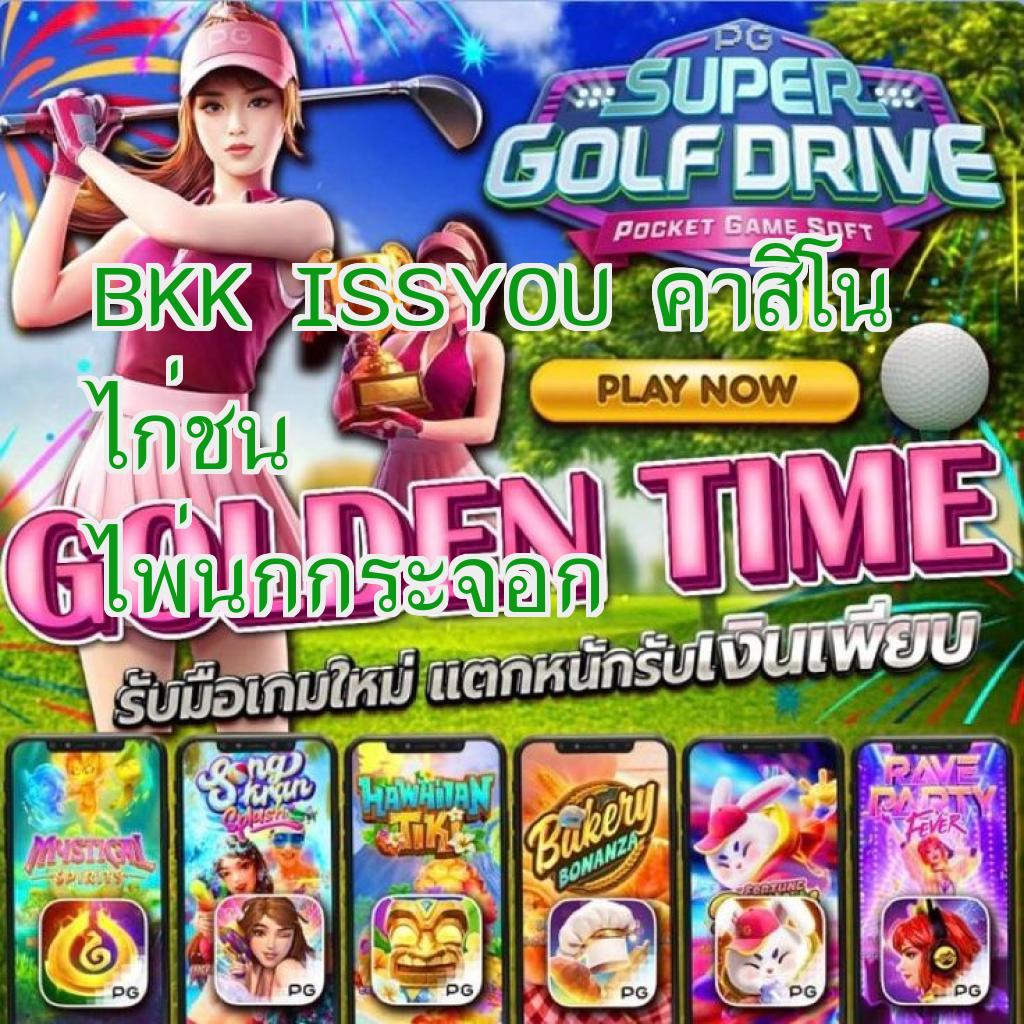 PG
PG
SUPER
GOLF DRIVE
POCKET GAME SOFT
BKK ISSYOU คาสิโน
ไก่ชน
PLAY NOW
GOLDEN TIME
ไพ่นกกระจอก
รับมือเกมใหม่ แตกหนักรับเงินเพียบ
MYSTICAL
SPIRITS
Songkran
Splash
HAWAIIAN
TIKI
Bakery
BONANZA
FORTUNE
RAVE
PARTY
FEVER
PG
PG
PG
PG
PG
PG